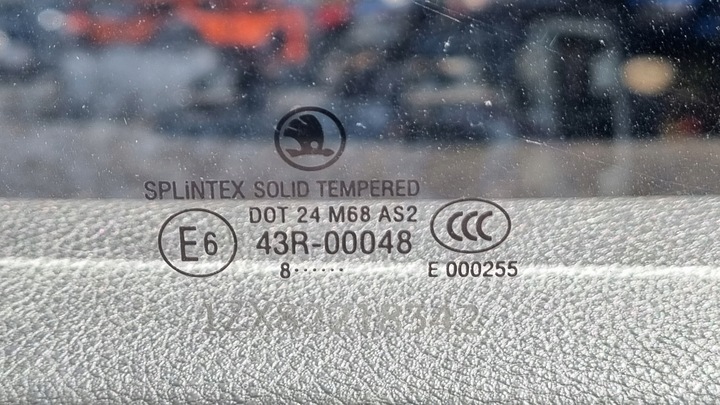 SPLiNTEX SOLID TEMPERED
DOT 24 M68 AS2
E6 43R-00048 CCC
8······ E 000255